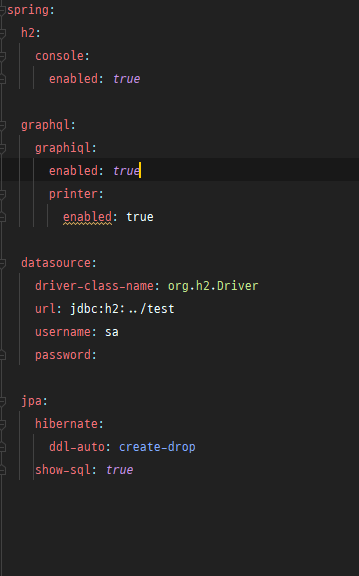 spring:
  h2:
    console:
      enabled: true

  graphql:
    graphiql:
      enabled: true
      printer:
        enabled: true

  datasource:
    driver-class-name: org.h2.Driver
    url: jdbc:h2:../test
    username: sa
    password:

  jpa:
    hibernate:
      ddl-auto: create-drop
    show-sql: true